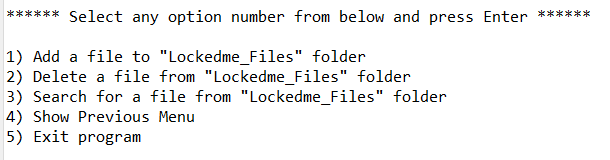 ****** Select any option number from below and press Enter ******
1) Add a file to "Lockedme_Files" folder
2) Delete a file from "Lockedme_Files" folder
3) Search for a file from "Lockedme_Files" folder
4) Show Previous Menu
5) Exit program